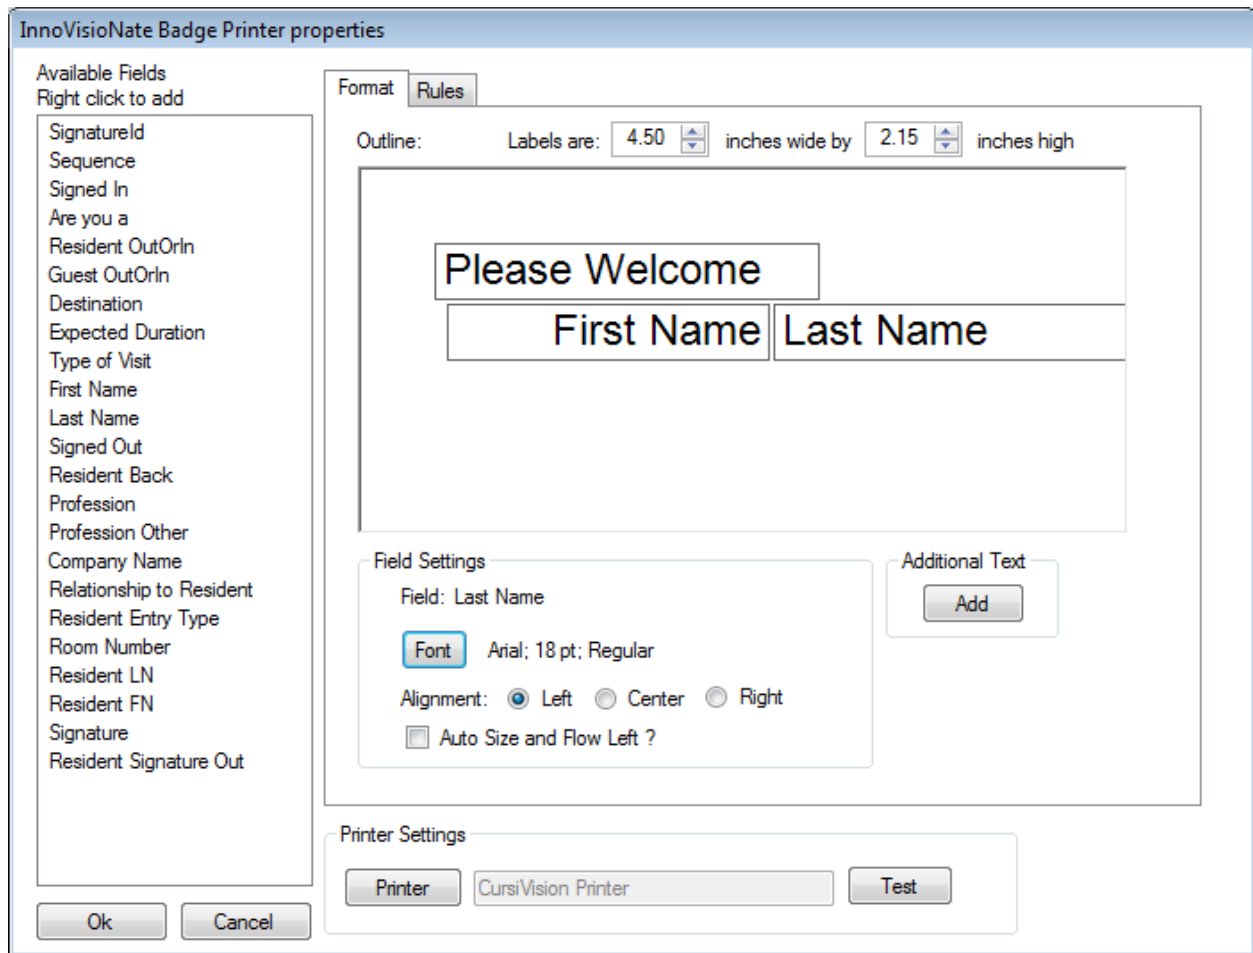 InnoVisioNate Badge Printer properties
Available Fields
Right click to add
SignatureId
Sequence
Signed In
Are you a
Resident OutOrIn
Guest OutOrIn
Destination
Expected Duration
Type of Visit
First Name
Last Name
Signed Out
Resident Back
Profession
Profession Other
Company Name
Relationship to Resident
Resident Entry Type
Room Number
Resident LN
Resident FN
Signature
Resident Signature Out
Ok Cancel
Format Rules
Outline: Labels are: 4.50 inches wide by 2.15 inches high
Please Welcome
First Name Last Name
Field Settings
Field: Last Name
Font Arial; 18 pt; Regular
Alignment: Left Center Right
Auto Size and Flow Left ?
Additional Text
Add
Printer Settings
Printer CursiVision Printer Test